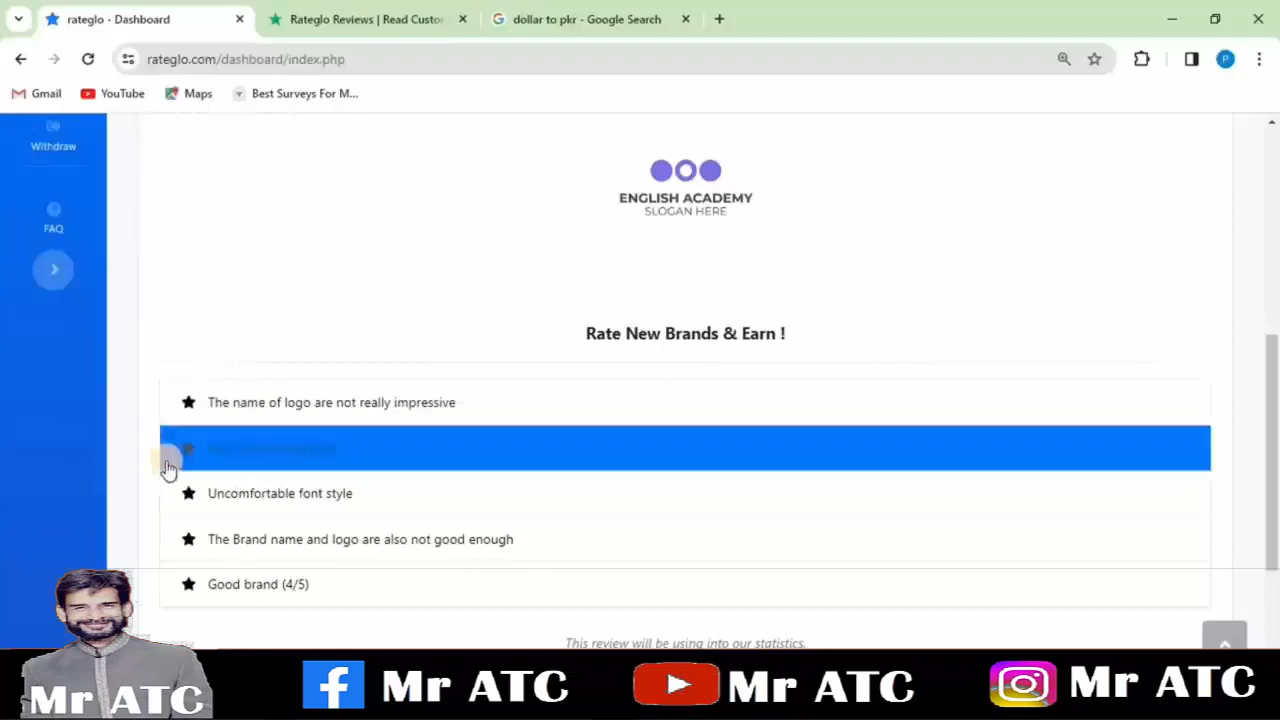 rateglo - Dashboard
Rateglo Reviews | Read Custo
dollar to pkr - Google Search
rateglo.com/dashboard/index.php
P
Gmail
YouTube
Maps
Best Surveys For M...
Withdraw
FAQ
ENGLISH ACADEMY
SLOGAN HERE
Rate New Brands & Earn !
The name of logo are not really impressive
Uncomfortable font style
The Brand name and logo are also not good enough
Good brand (4/5)
This review will be using into our statistics.
Mr ATC
Mr ATC
Mr ATC
Mr ATC